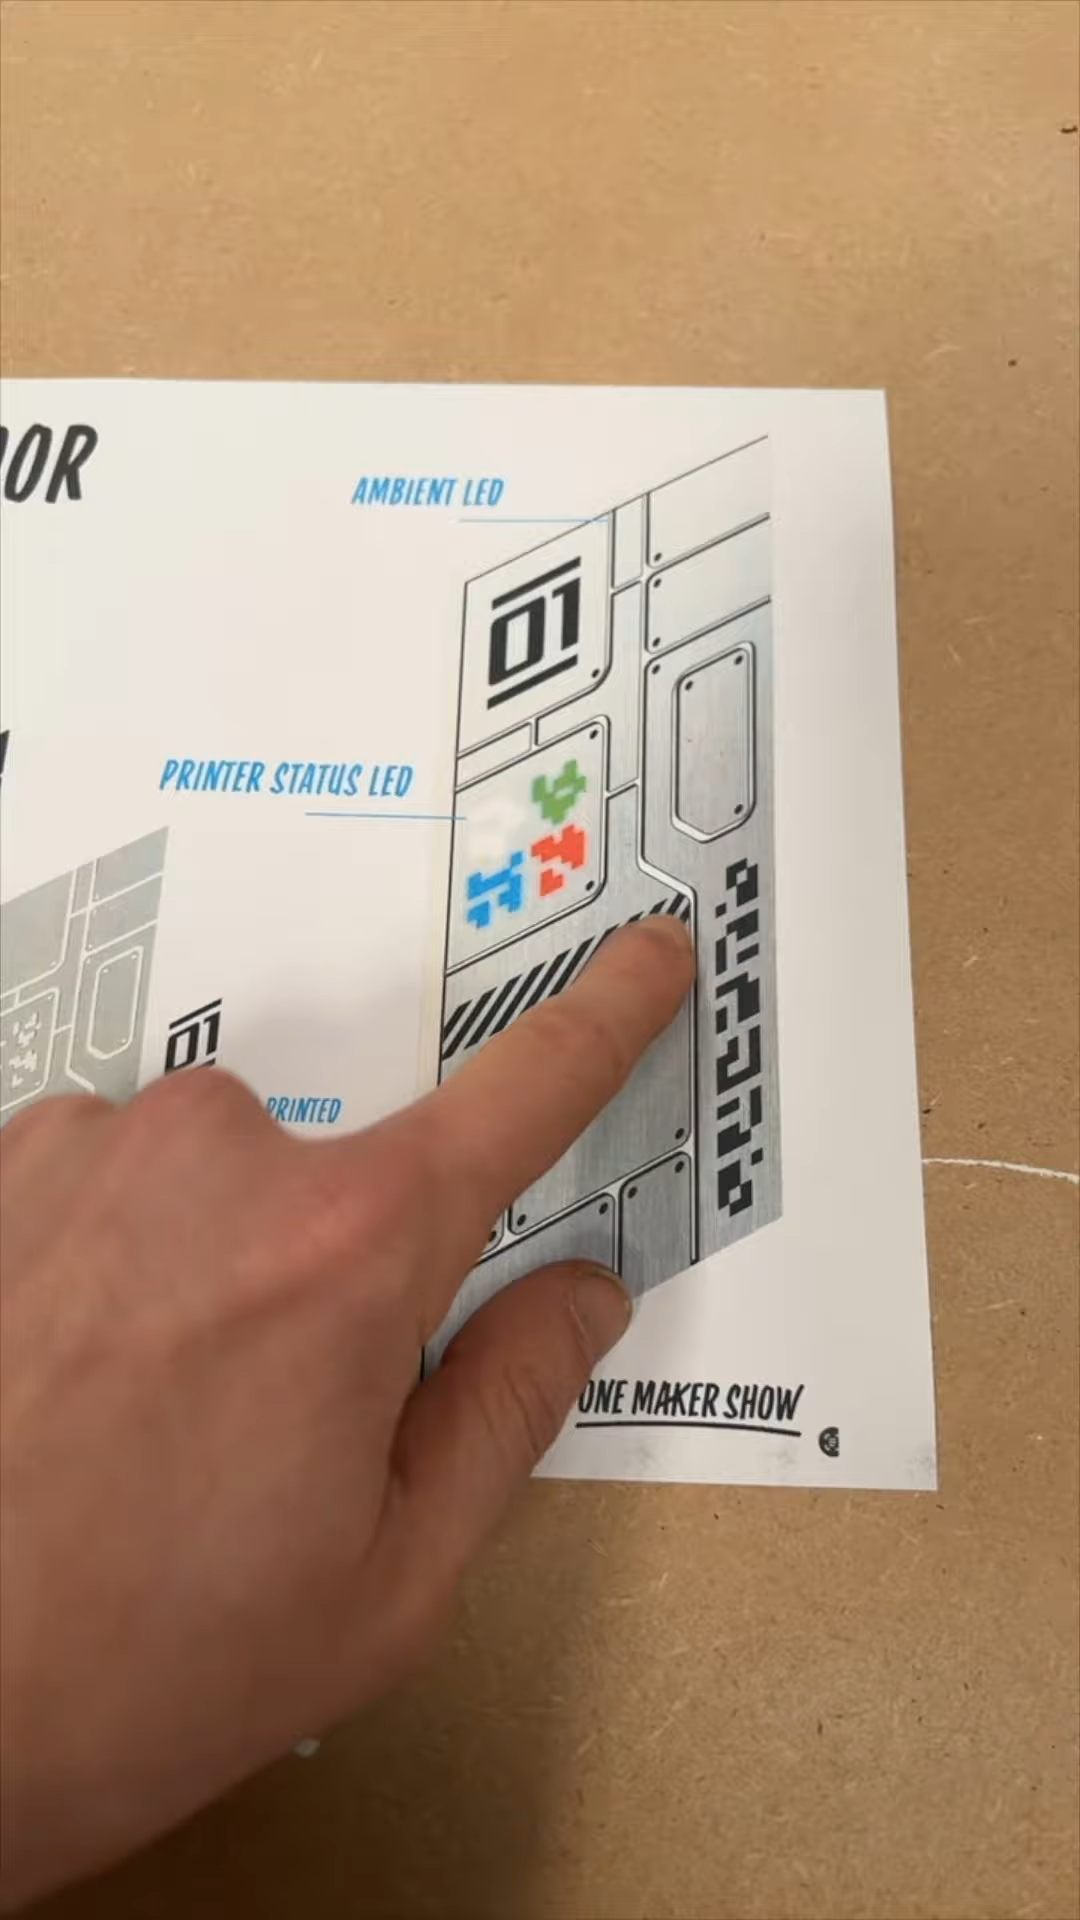 OOR
AMBIENT LED
01
PRINTER STATUS LED
01
PRINTED
ONE MAKER SHOW